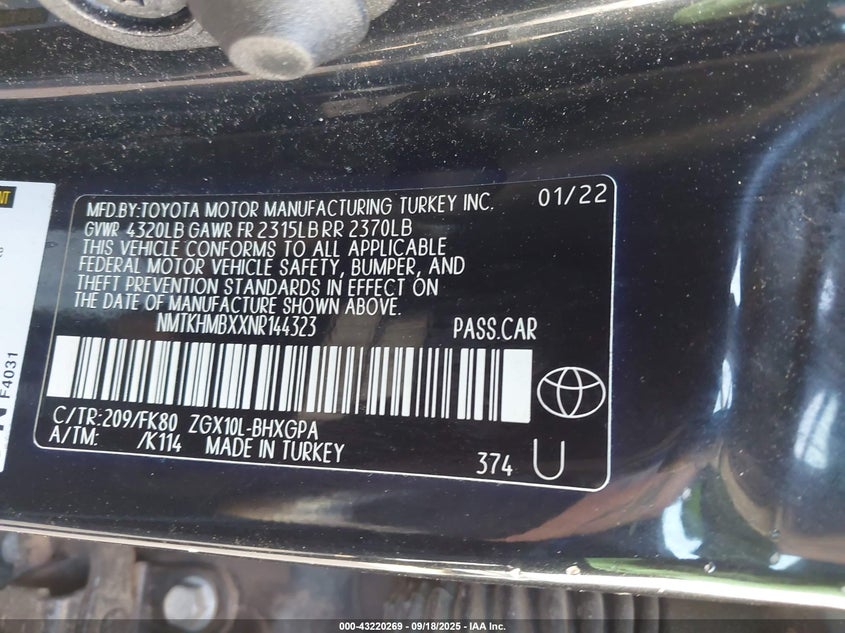 MFD.BY:TOYOTA MOTOR MANUFACTURING TURKEY INC. 01/22
GVWR 4320LB GAWR FR 2315LB RR 2370LB
THIS VEHICLE CONFORMS TO ALL APPLICABLE
FEDERAL MOTOR VEHICLE SAFETY, BUMPER, AND
THEFT PREVENTION STANDARDS IN EFFECT ON
THE DATE OF MANUFACTURE SHOWN ABOVE.
NMTKHMBXXNR144323 PASS.CAR
C/TR:209/FK80 ZGX10L-BHXGPA
A/TM: /K114 MADE IN TURKEY
374 U
F4031
000-43220269 - 09/18/2025 - IAA Inc.